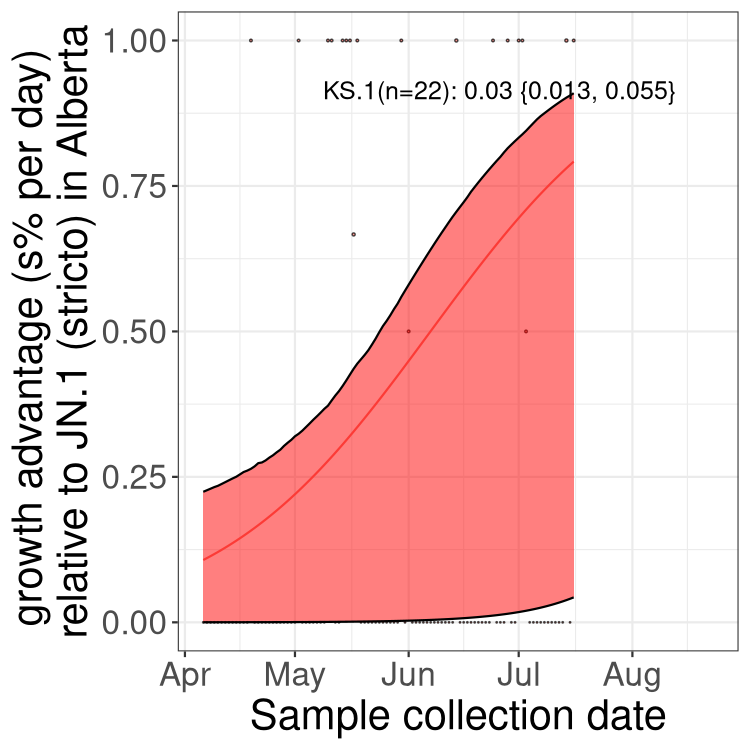 growth advantage (s% per day)
relative to JN.1 (stricto) in Alberta
1.00
0.75
0.50
0.25
0.00
KS.1(n=22): 0.03 {0.013, 0.055}
Apr May Jun Jul Aug
Sample collection date